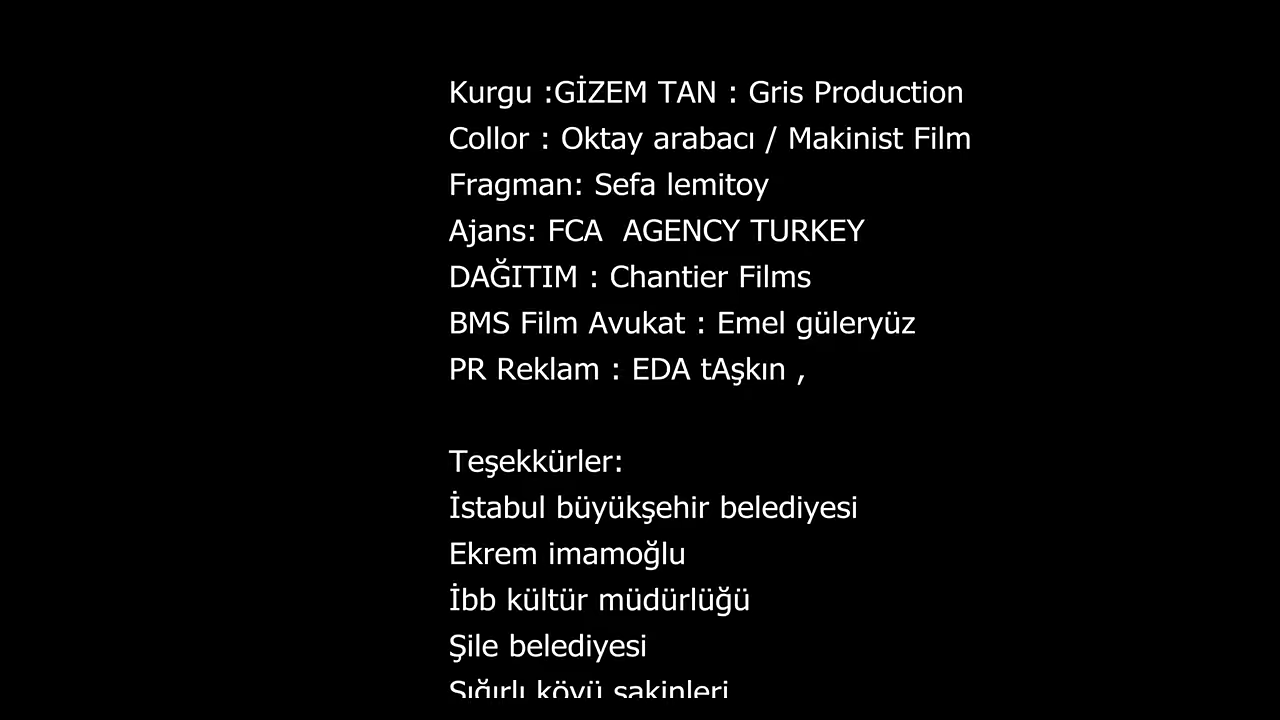 Kurgu :GİZEM TAN : Gris Production
Collor : Oktay arabacı / Makinist Film
Fragman: Sefa lemitoy
Ajans: FCA  AGENCY TURKEY
DAĞITIM : Chantier Films
BMS Film Avukat : Emel güleryüz
PR Reklam : EDA tAşkın ,
Teşekkürler:
İstabul büyükşehir belediyesi
Ekrem imamoğlu
İbb kültür müdürlüğü
Şile belediyesi
Sığırlı köyü sakinleri